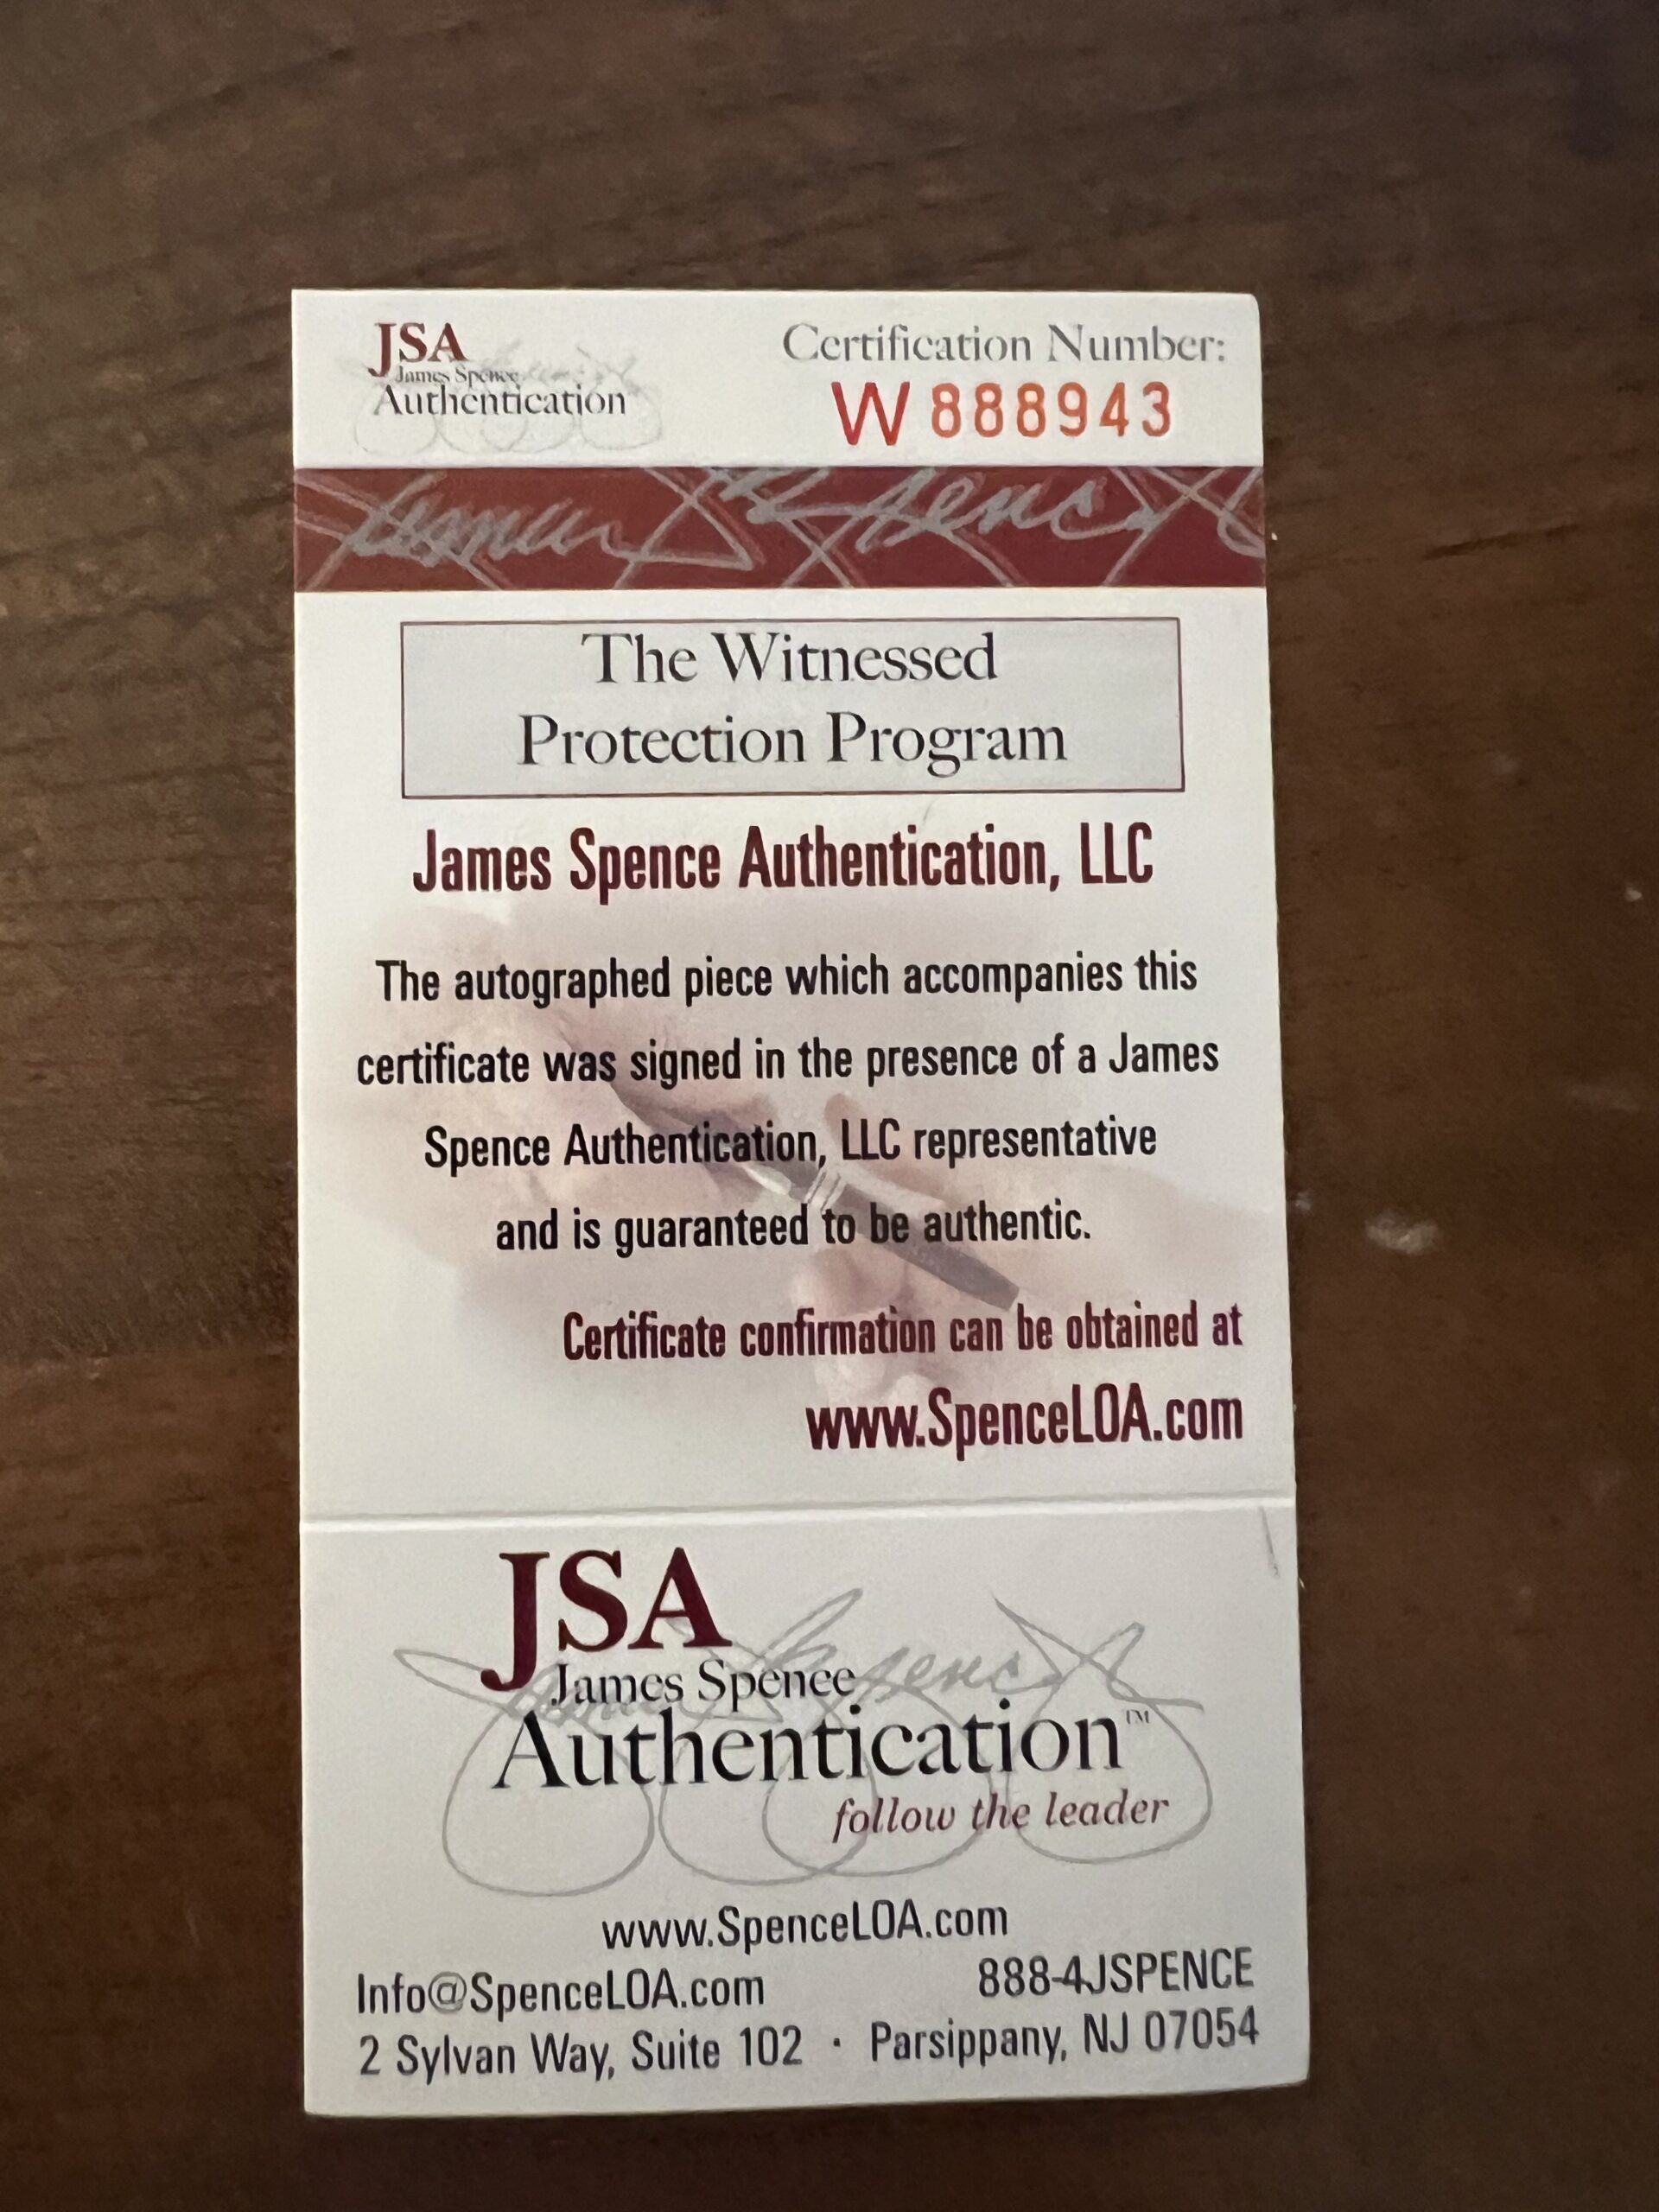 JSA
James Spence
Authentication
Certification Number:
W 888943
James Spence
The Witnessed
Protection Program
James Spence Authentication, LLC
The autographed piece which accompanies this
certificate was signed in the presence of a James
Spence Authentication, LLC representative
and is guaranteed to be authentic.
Certificate confirmation can be obtained at
www.SpenceLOA.com
JSA
James Spence
Authentication™
follow the leader
www.SpenceLOA.com
Info@SpenceLOA.com 888-4JSPENCE
2 Sylvan Way, Suite 102 · Parsippany, NJ 07054